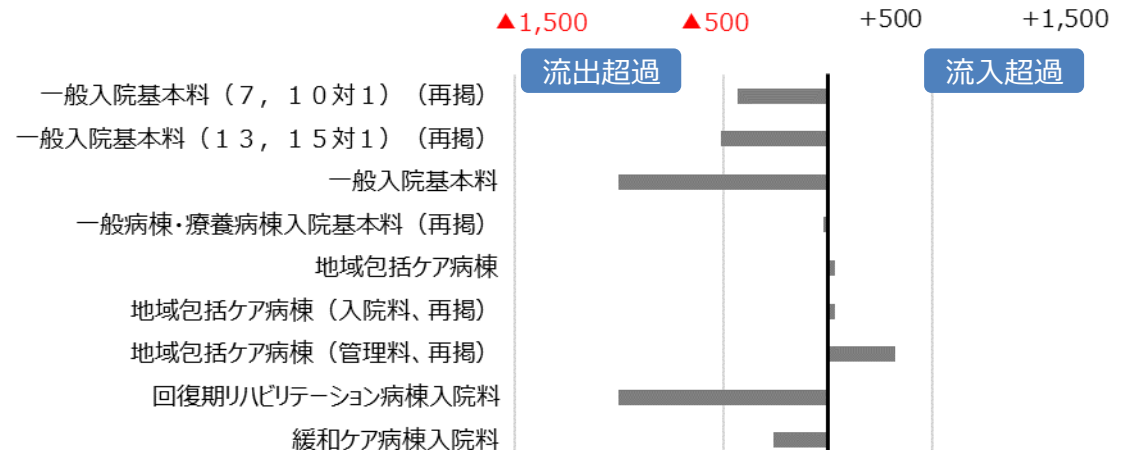 ▲1,500 ▲500 +500 +1,500
流出超過 流入超過
一般入院基本料（7，１０対１）（再掲）
一般入院基本料（１３，１５対１）（再掲）
一般入院基本料
一般病棟・療養病棟入院基本料（再掲）
地域包括ケア病棟
地域包括ケア病棟（入院料、再掲）
地域包括ケア病棟（管理料、再掲）
回復期リハビリテーション病棟入院料
緩和ケア病棟入院料